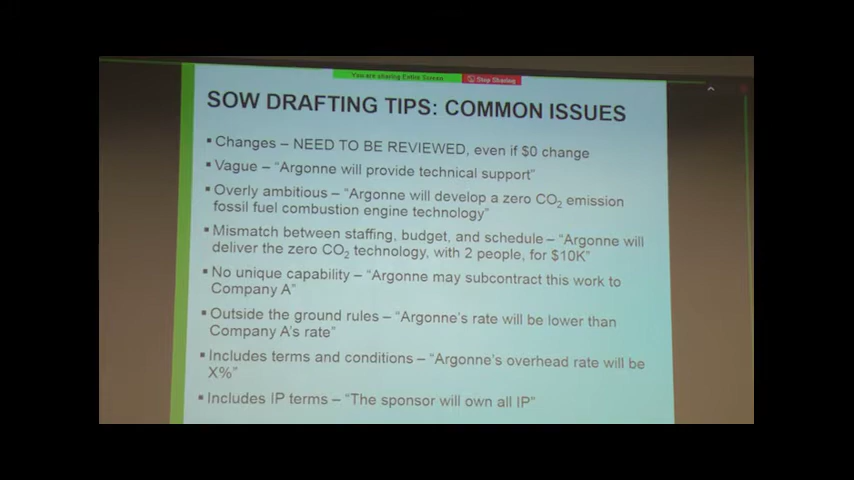 You are sharing Entire Screen
Stop Sharing
SOW DRAFTING TIPS: COMMON ISSUES
▪ Changes – NEED TO BE REVIEWED, even if $0 change
▪ Vague – “Argonne will provide technical support”
▪ Overly ambitious – “Argonne will develop a zero CO₂ emission
fossil fuel combustion engine technology”
▪ Mismatch between staffing, budget, and schedule – “Argonne will
deliver the zero CO₂ technology, with 2 people, for $10K”
▪ No unique capability – “Argonne may subcontract this work to
Company A”
▪ Outside the ground rules – “Argonne’s rate will be lower than
Company A’s rate”
▪ Includes terms and conditions – “Argonne’s overhead rate will be
X%”
▪ Includes IP terms – “The sponsor will own all IP”